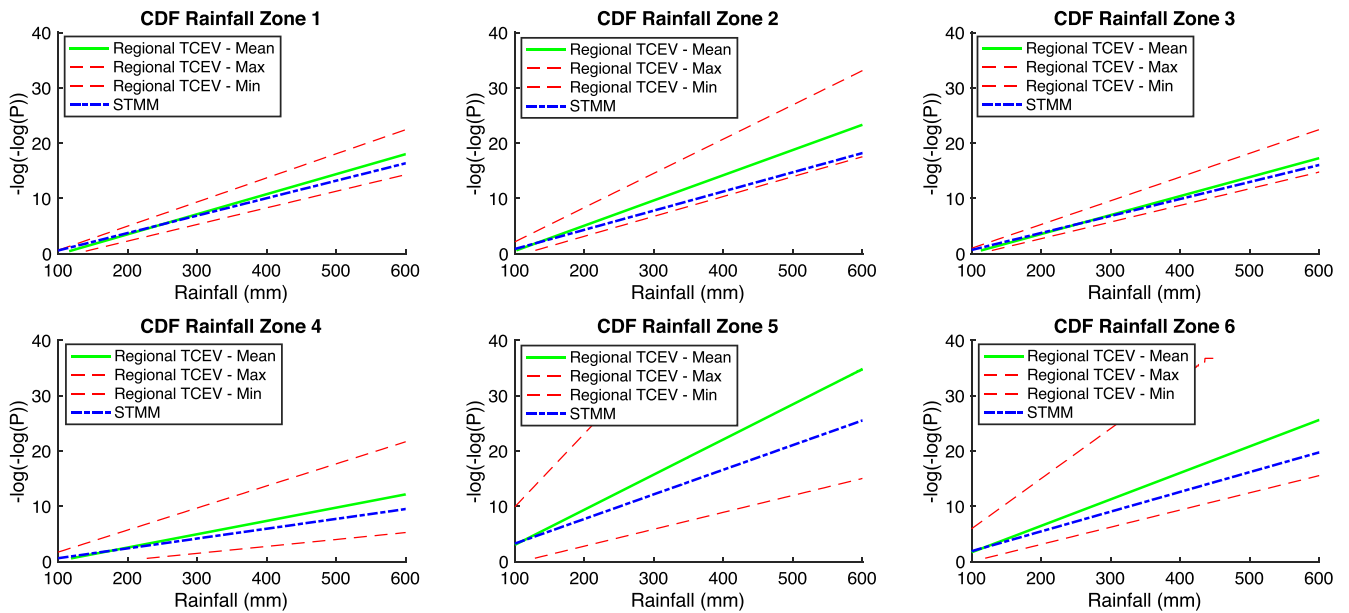 CDF Rainfall Zone 1
40
30
20
10
0
-log(-log(P))
Regional TCEV - Mean
Regional TCEV - Max
Regional TCEV - Min
STMM
100 200 300 400 500 600
Rainfall (mm)
CDF Rainfall Zone 2
40
30
20
10
0
-log(-log(P))
Regional TCEV - Mean
Regional TCEV - Max
Regional TCEV - Min
STMM
100 200 300 400 500 600
Rainfall (mm)
CDF Rainfall Zone 3
40
30
20
10
0
-log(-log(P))
Regional TCEV - Mean
Regional TCEV - Max
Regional TCEV - Min
STMM
100 200 300 400 500 600
Rainfall (mm)
CDF Rainfall Zone 4
40
30
20
10
0
-log(-log(P))
Regional TCEV - Mean
Regional TCEV - Max
Regional TCEV - Min
STMM
100 200 300 400 500 600
Rainfall (mm)
CDF Rainfall Zone 5
40
30
20
10
0
-log(-log(P))
Regional TCEV - Mean
Regional TCEV - Max
Regional TCEV - Min
STMM
100 200 300 400 500 600
Rainfall (mm)
CDF Rainfall Zone 6
40
30
20
10
0
-log(-log(P))
Regional TCEV - Mean
Regional TCEV - Max
Regional TCEV - Min
STMM
100 200 300 400 500 600
Rainfall (mm)